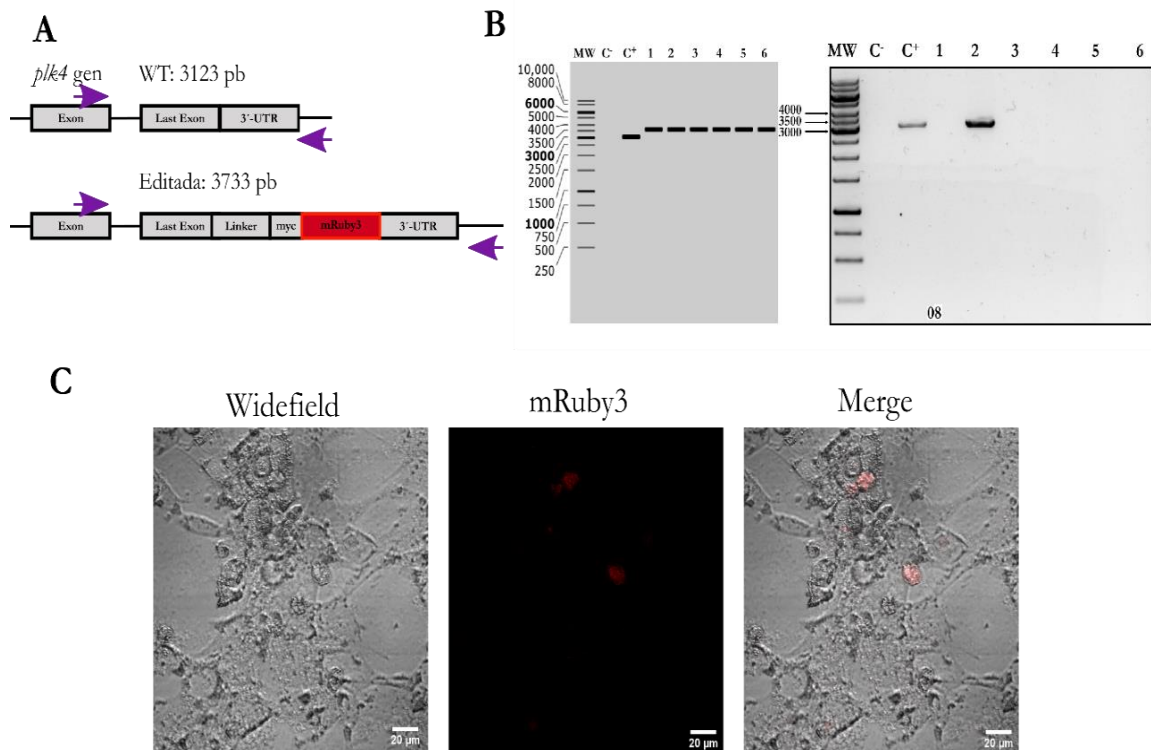 A
plk4 gen
WT: 3123 pb
Exon
Last Exon
3´-UTR
Editada: 3733 pb
Exon
Last Exon
Linker
myc
mRuby3
3´-UTR
B
MW C- C+ 1 2 3 4 5 6
10,000
8000
6000
5000
4000
3500
3000
2500
2000
1500
1000
750
500
250
MW C- C+ 1 2 3 4 5 6
4000
3500
3000
08
C
Widefield
mRuby3
Merge
20 µm
20 µm
20 µm